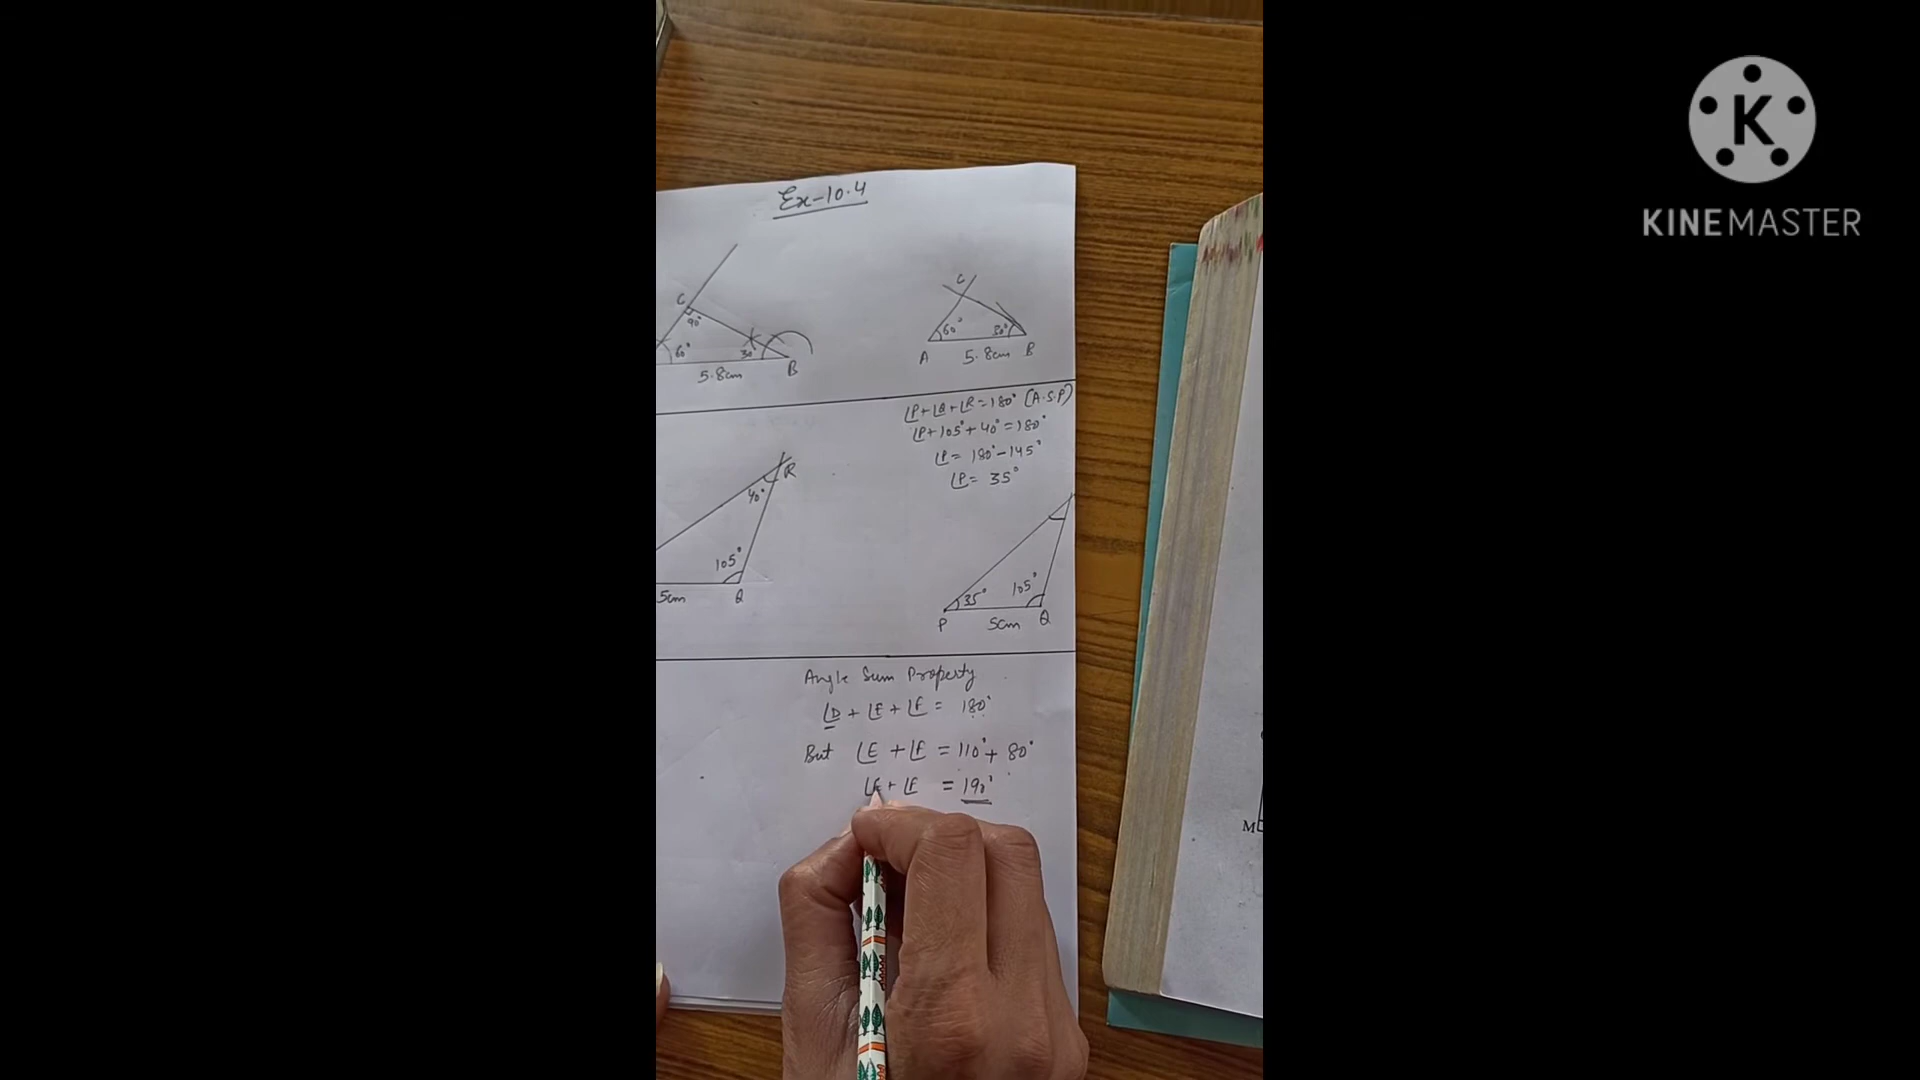 K
KINEMASTER
Ex-10.4
C
90°
60°
30°
5.8cm
B
C
60°
30°
A
5.8cm
B
∠P+∠Q+∠R=180° (A.S.P)
∠P+105°+40°=180°
∠P= 180°-145°
∠P= 35°
R
40°
105°
5cm
Q
35°
105°
P
5cm
Q
Angle Sum Property
∠D + ∠E + ∠F = 180°
But ∠E + ∠F = 110° + 80°
∠E + ∠F = 190°
M